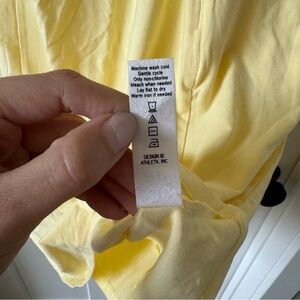 Machine wash cold
Gentle cycle
Only non-chlorine
bleach when needed
Lay flat to dry
Warm iron if needed
DESIGN ©
ATHLETA, INC